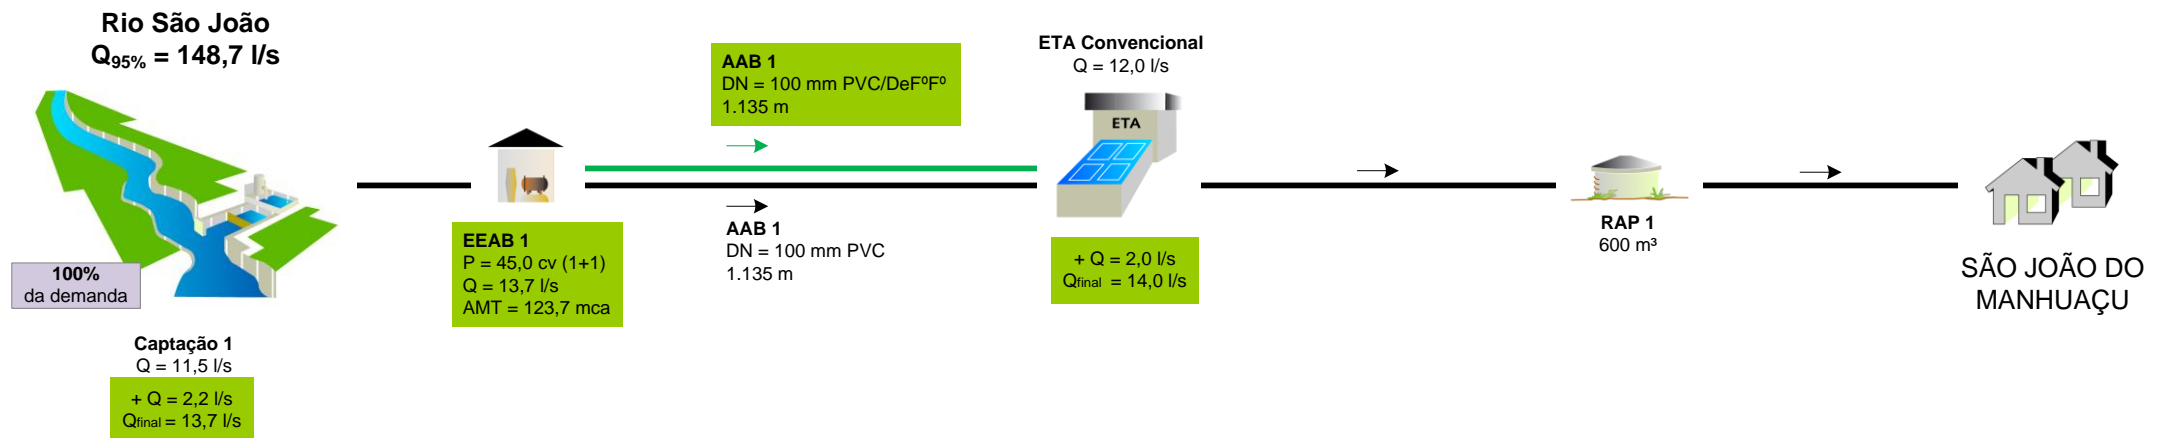 Rio São João
Q95% = 148,7 l/s
100%
da demanda
Captação 1
Q = 11,5 l/s
+ Q = 2,2 l/s
Qfinal = 13,7 l/s
EEAB 1
P = 45,0 cv (1+1)
Q = 13,7 l/s
AMT = 123,7 mca
AAB 1
DN = 100 mm PVC/DeFºFº
1.135 m
AAB 1
DN = 100 mm PVC
1.135 m
ETA Convencional
Q = 12,0 l/s
ETA
+ Q = 2,0 l/s
Qfinal = 14,0 l/s
RAP 1
600 m³
SÃO JOÃO DO
MANHUAÇU